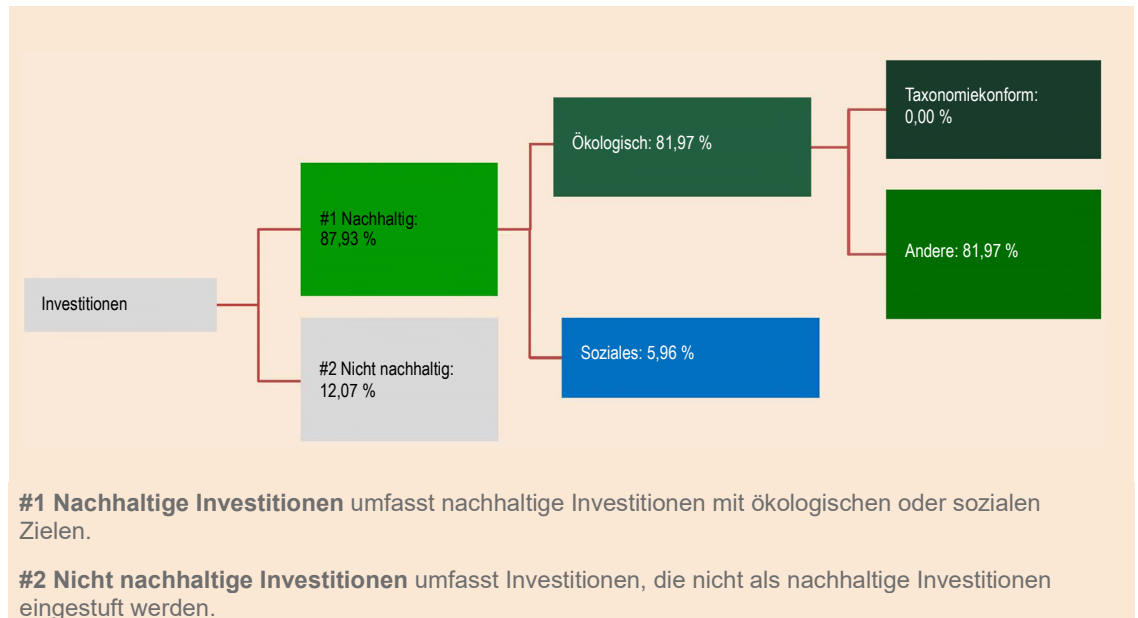 Investitionen
#1 Nachhaltig:
87,93 %
#2 Nicht nachhaltig:
12,07 %
Ökologisch: 81,97 %
Soziales: 5,96 %
Taxonomiekonform:
0,00 %
Andere: 81,97 %
#1 Nachhaltige Investitionen umfasst nachhaltige Investitionen mit ökologischen oder sozialen
Zielen.
#2 Nicht nachhaltige Investitionen umfasst Investitionen, die nicht als nachhaltige Investitionen
eingestuft werden.